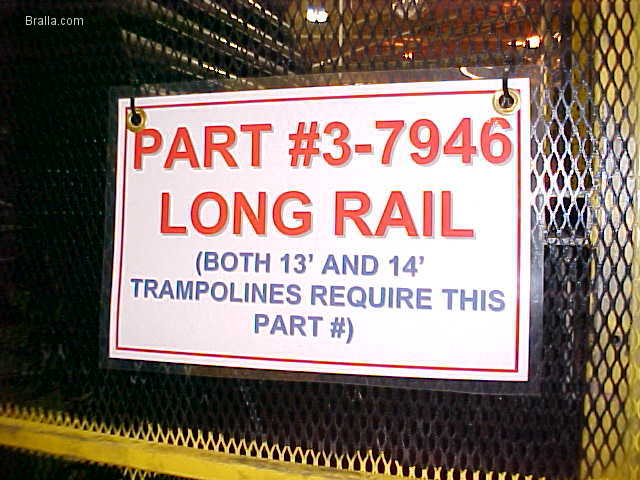 Bralla.com
PART #3-7946
LONG RAIL
(BOTH 13' AND 14'
TRAMPOLINES REQUIRE THIS
PART #)